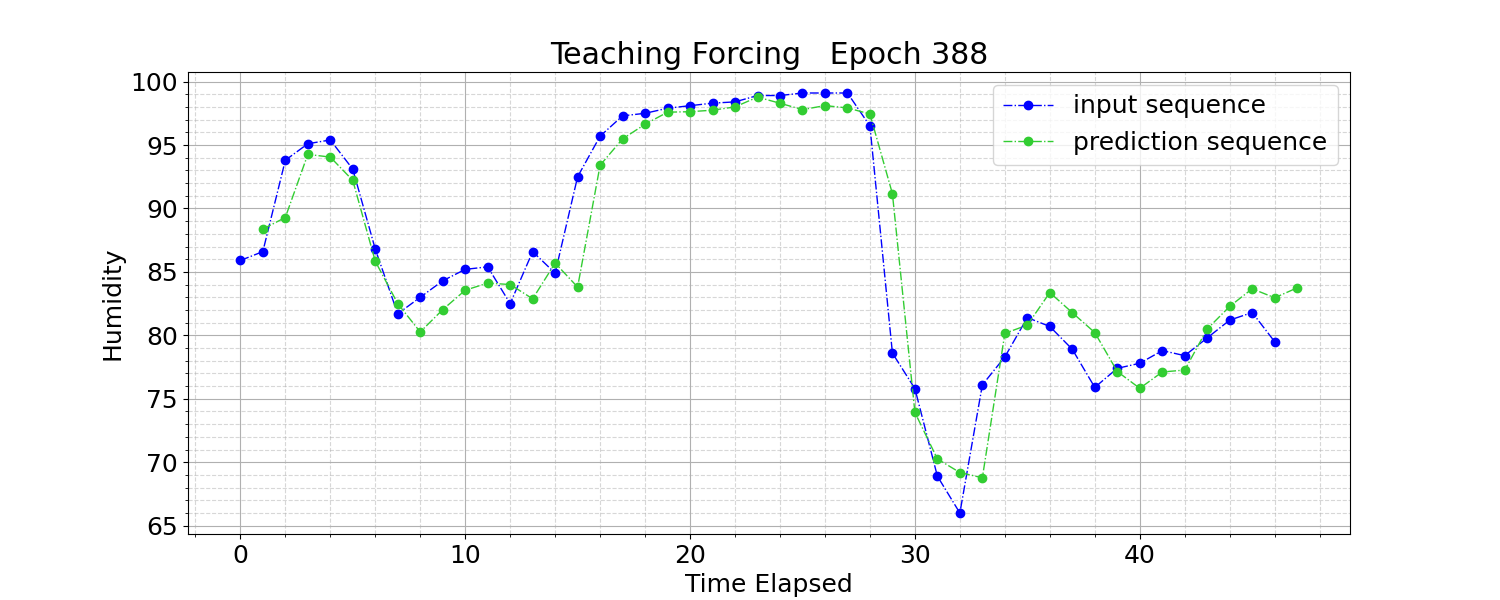 Teaching Forcing   Epoch 388
100
95
90
85
80
75
70
65
Humidity
input sequence
prediction sequence
0 10 20 30 40
Time Elapsed